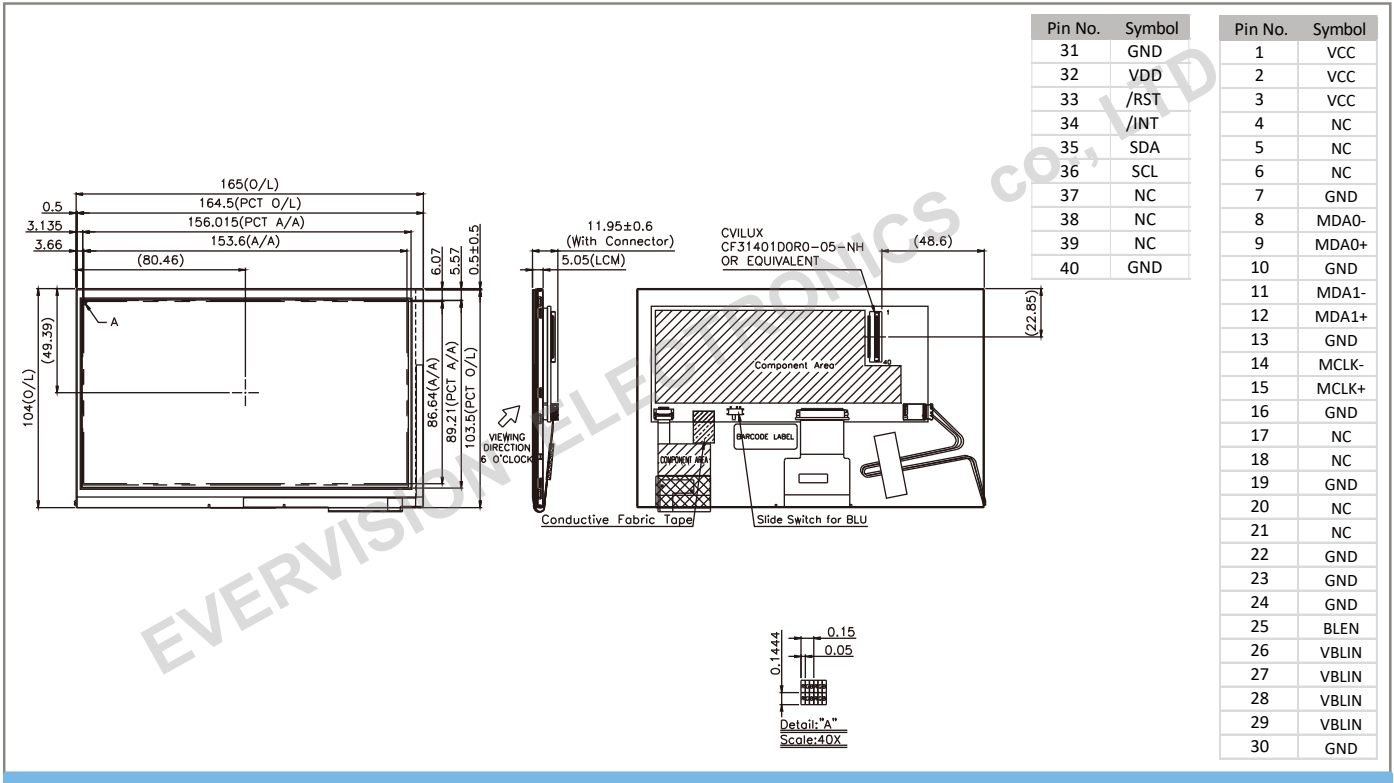 165(O/L)
164.5(PCT O/L)
156.015(PCT A/A)
153.6(A/A)
(80.46)
0.5
3.135
3.66
6.07
5.57
0.5±0.5
104(O/L)
(49.39)
A
86.64(A/A)
89.21(PCT A/A)
103.5(PCT O/L)
11.95±0.6
(With Connector)
5.05(LCM)
VIEWING
DIRECTION
6 O'CLOCK
CVILUX
CF31401D0R0-05-NH
OR EQUIVALENT
(48.6)
(22.85)
1
40
Component Area
BARCODE LABEL
COMPONENT AREA
Conductive Fabric Tape
Slide Switch for BLU
0.1444
0.15
0.05
Detail:"A"
Scale:40X
Pin No. Symbol
31 GND
32 VDD
33 /RST
34 /INT
35 SDA
36 SCL
37 NC
38 NC
39 NC
40 GND
Pin No. Symbol
1 VCC
2 VCC
3 VCC
4 NC
5 NC
6 NC
7 GND
8 MDA0-
9 MDA0+
10 GND
11 MDA1-
12 MDA1+
13 GND
14 MCLK-
15 MCLK+
16 GND
17 NC
18 NC
19 GND
20 NC
21 NC
22 GND
23 GND
24 GND
25 BLEN
26 VBLIN
27 VBLIN
28 VBLIN
29 VBLIN
30 GND
EVERVISION ELECTRONICS co., LTD